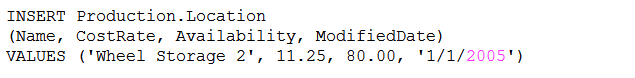 INSERT Production.Location
(Name, CostRate, Availability, ModifiedDate)
VALUES ('Wheel Storage 2', 11.25, 80.00, '1/1/2005')